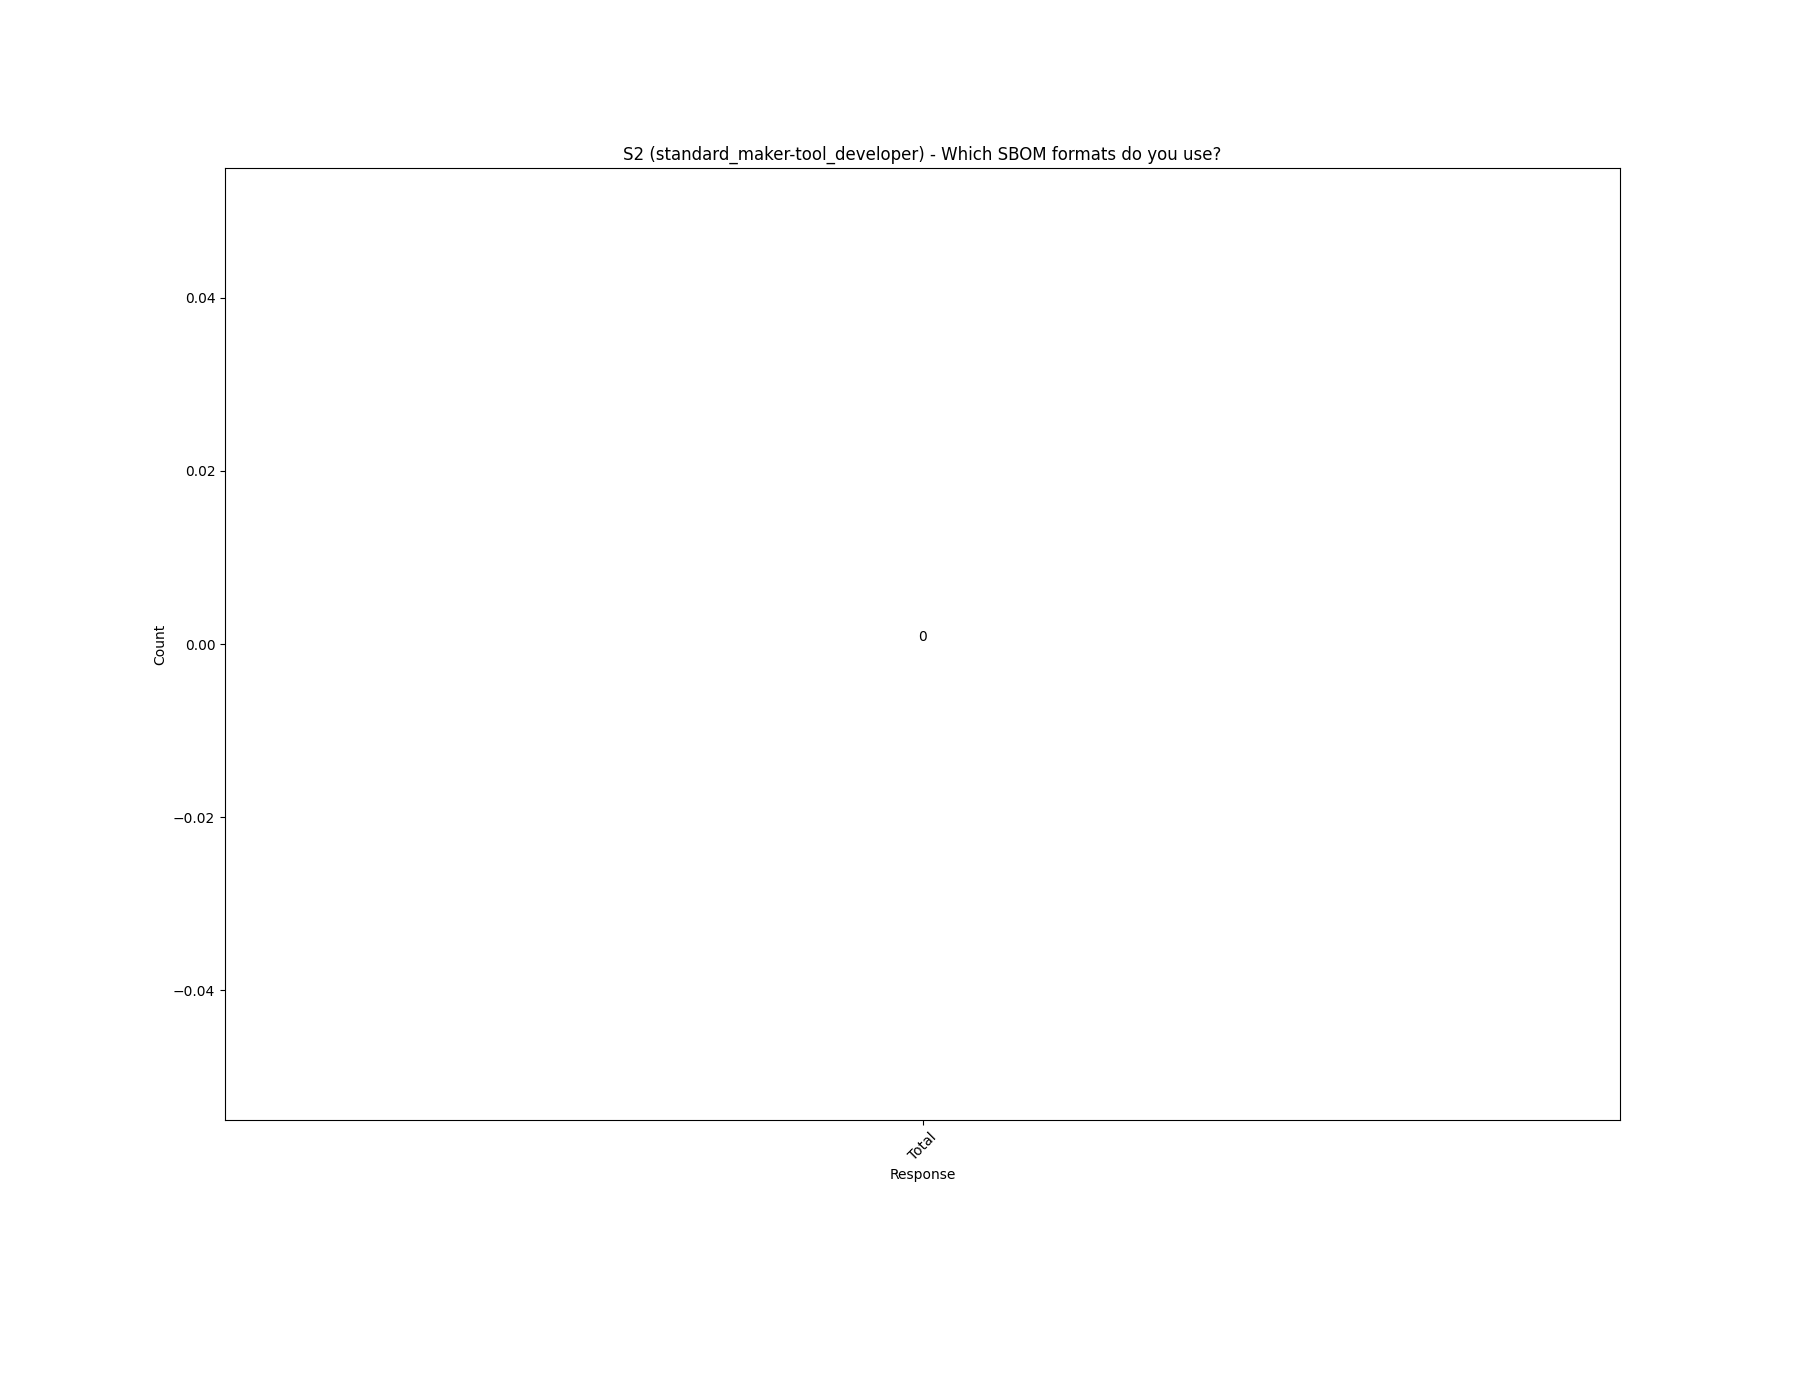 S2 (standard_maker-tool_developer) - Which SBOM formats do you use?
0.04
0.02
0.00
−0.02
−0.04
Count
0
Total
Response